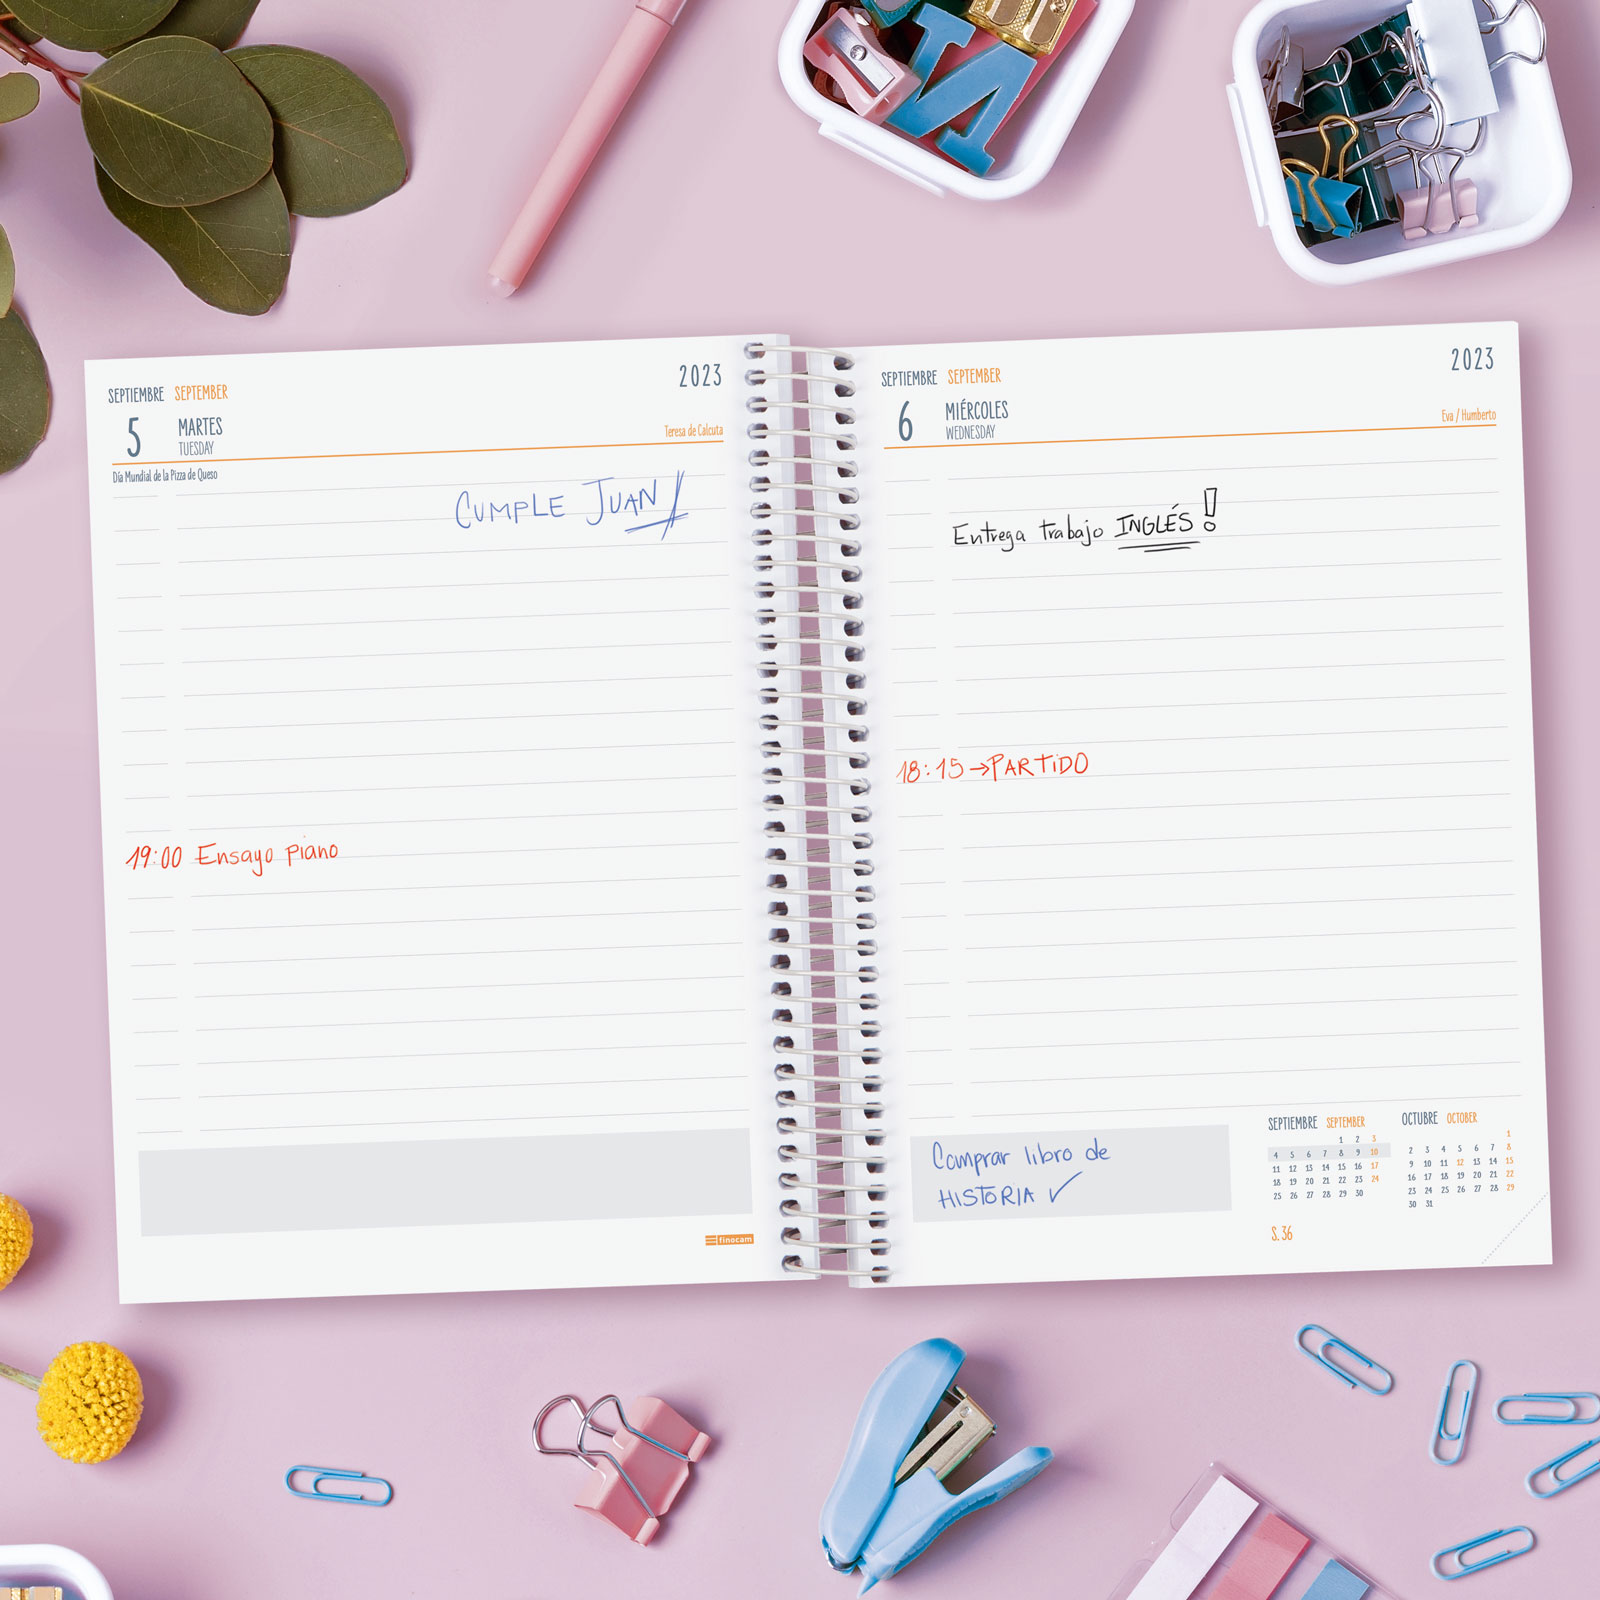 SEPTIEMBRE SEPTEMBER
2023
5 MARTES
TUESDAY
Teresa de Calcuta
Día Mundial de la Pizza de Queso
CUMPLE JUAN!
19:00 Ensayo piano
finocam
SEPTIEMBRE SEPTEMBER
2023
6 MIÉRCOLES
WEDNESDAY
Eva / Humberto
Entrega trabajo INGLÉS!
18:15→PARTIDO
Comprar libro de
HISTORIA ✓
SEPTIEMBRE SEPTEMBER
1 2 3
4 5 6 7 8 9 10
11 12 13 14 15 16 17
18 19 20 21 22 23 24
25 26 27 28 29 30
S. 36
OCTUBRE OCTOBER
1
2 3 4 5 6 7 8
9 10 11 12 13 14 15
16 17 18 19 20 21 22
23 24 25 26 27 28 29
30 31